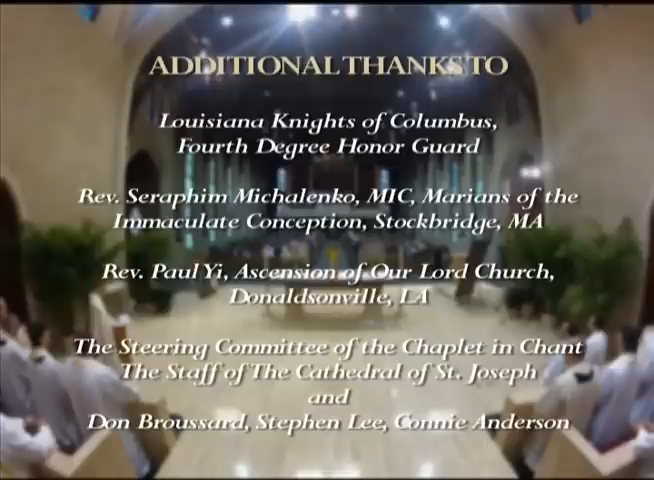 ADDITIONAL THANKS TO
Louisiana Knights of Columbus,
Fourth Degree Honor Guard
Rev. Seraphim Michalenko, MIC, Marians of the
Immaculate Conception, Stockbridge, MA
Rev. Paul Yi, Ascension of Our Lord Church,
Donaldsonville, LA
The Steering Committee of the Chaplet in Chant
The Staff of The Cathedral of St. Joseph
and
Don Broussard, Stephen Lee, Connie Anderson